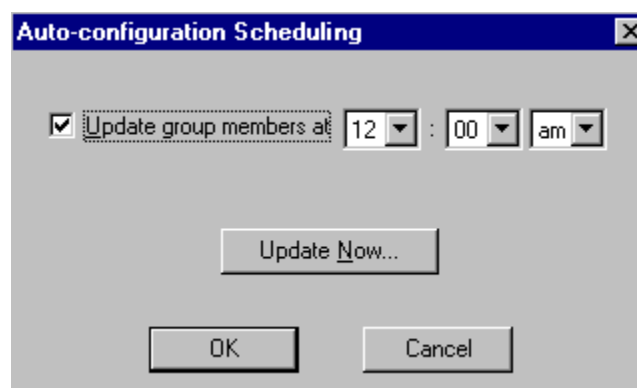 Auto-configuration Scheduling
Update group members at 12 : 00 am
Update Now...
OK Cancel